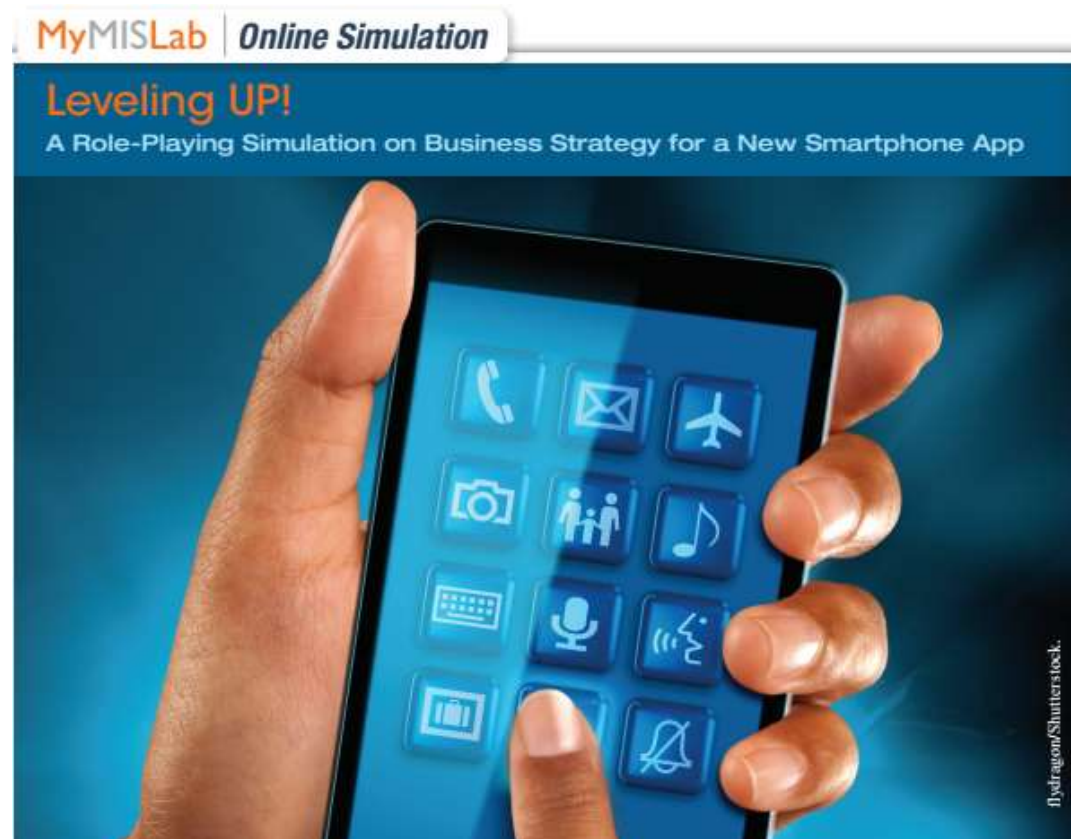 MyMISLab | Online Simulation
Leveling UP!
A Role-Playing Simulation on Business Strategy for a New Smartphone App
flydragon/Shutterstock.